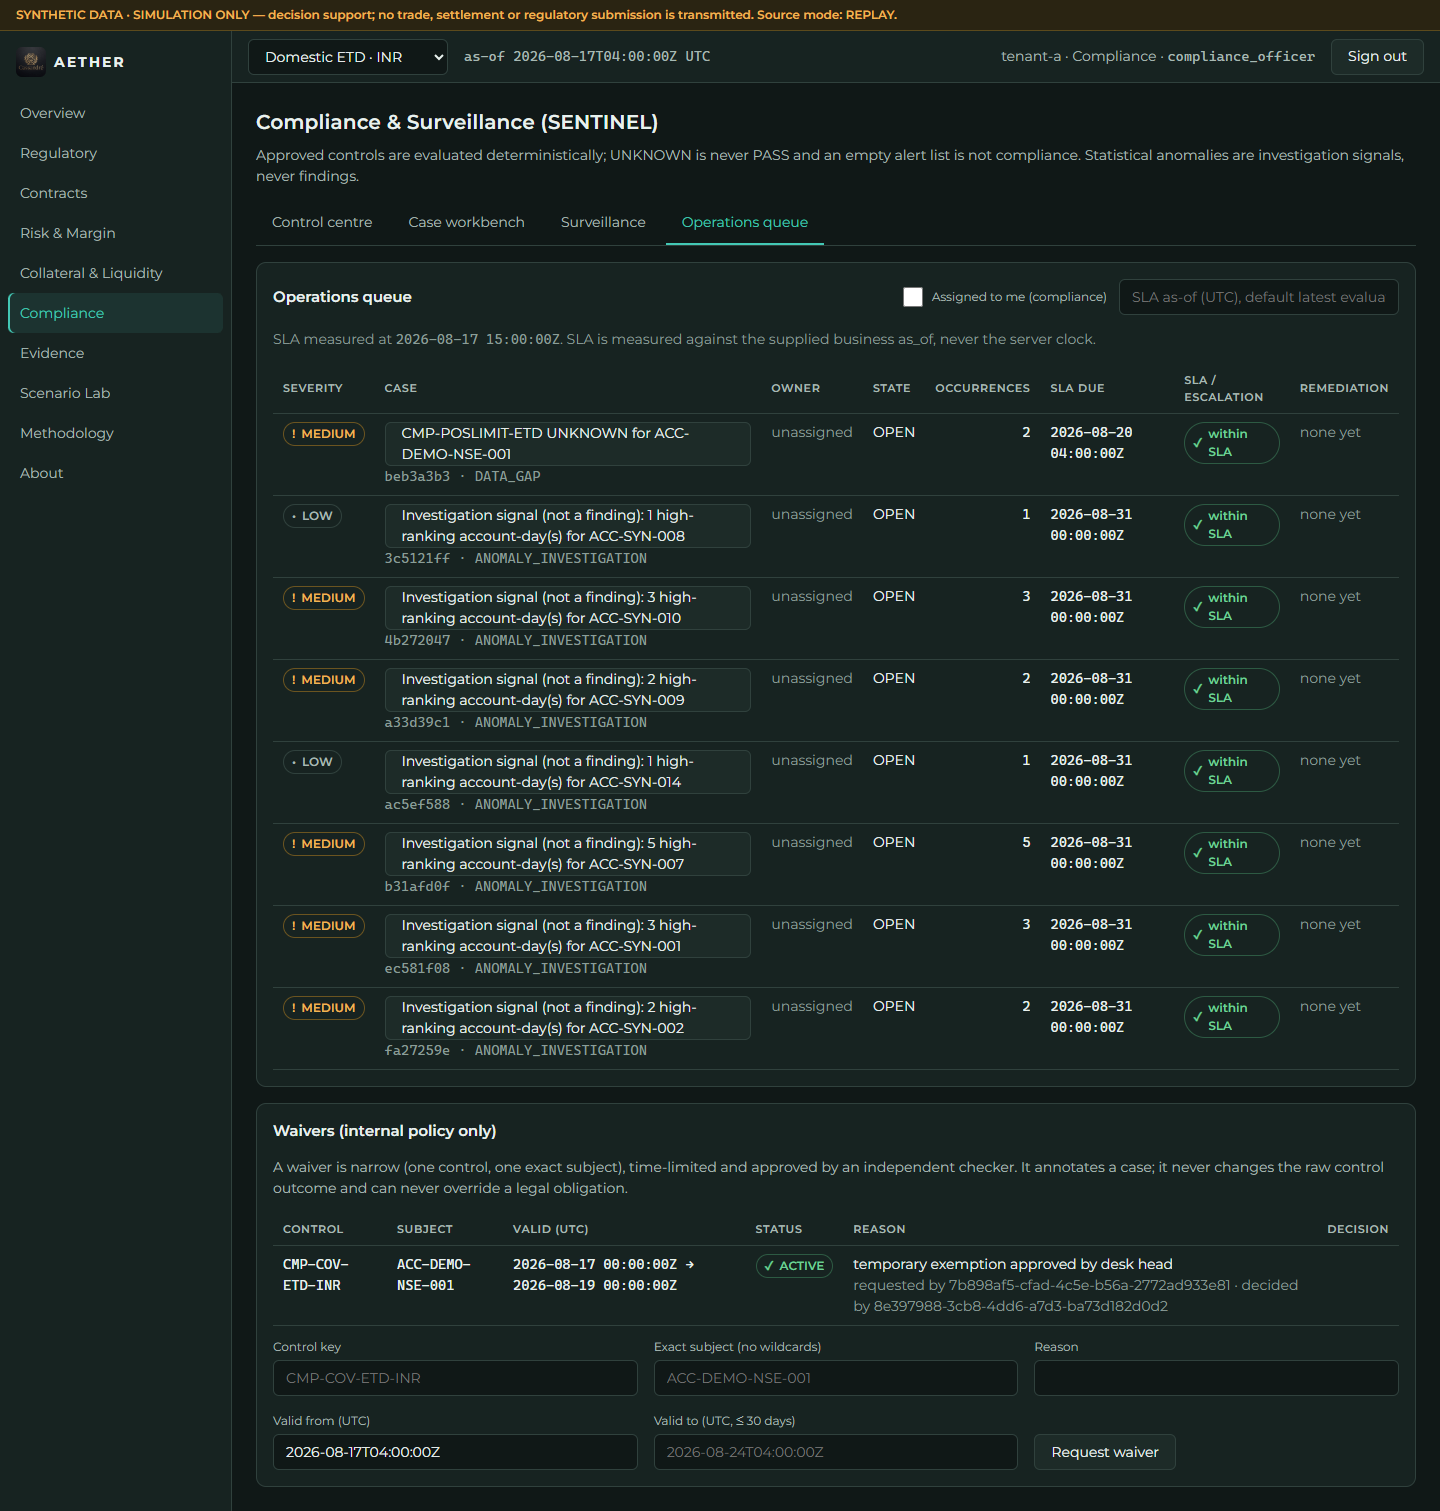 SYNTHETIC DATA · SIMULATION ONLY — decision support; no trade, settlement or regulatory submission is transmitted. Source mode: REPLAY.
AETHER
Domestic ETD · INR
as-of 2026-08-17T04:00:00Z UTC
tenant-a · Compliance · compliance_officer
Sign out
Overview
Regulatory
Contracts
Risk & Margin
Collateral & Liquidity
Compliance
Evidence
Scenario Lab
Methodology
About
Compliance & Surveillance (SENTINEL)
Approved controls are evaluated deterministically; UNKNOWN is never PASS and an empty alert list is not compliance. Statistical anomalies are investigation signals,
never findings.
Control centre
Case workbench
Surveillance
Operations queue
Operations queue
Assigned to me (compliance)
SLA as-of (UTC), default latest evalua
SLA measured at 2026-08-17 15:00:00Z. SLA is measured against the supplied business as_of, never the server clock.
SEVERITY CASE OWNER STATE OCCURRENCES SLA DUE SLA / ESCALATION REMEDIATION
! MEDIUM
CMP-POSLIMIT-ETD UNKNOWN for ACC-
DEMO-NSE-001
beb3a3b3 · DATA_GAP
unassigned
OPEN
2
2026-08-20
04:00:00Z
✓ within
SLA
none yet
• LOW
Investigation signal (not a finding): 1 high-
ranking account-day(s) for ACC-SYN-008
3c5121ff · ANOMALY_INVESTIGATION
unassigned
OPEN
1
2026-08-31
00:00:00Z
✓ within
SLA
none yet
! MEDIUM
Investigation signal (not a finding): 3 high-
ranking account-day(s) for ACC-SYN-010
4b272047 · ANOMALY_INVESTIGATION
unassigned
OPEN
3
2026-08-31
00:00:00Z
✓ within
SLA
none yet
! MEDIUM
Investigation signal (not a finding): 2 high-
ranking account-day(s) for ACC-SYN-009
a33d39c1 · ANOMALY_INVESTIGATION
unassigned
OPEN
2
2026-08-31
00:00:00Z
✓ within
SLA
none yet
• LOW
Investigation signal (not a finding): 1 high-
ranking account-day(s) for ACC-SYN-014
ac5ef588 · ANOMALY_INVESTIGATION
unassigned
OPEN
1
2026-08-31
00:00:00Z
✓ within
SLA
none yet
! MEDIUM
Investigation signal (not a finding): 5 high-
ranking account-day(s) for ACC-SYN-007
b31afd0f · ANOMALY_INVESTIGATION
unassigned
OPEN
5
2026-08-31
00:00:00Z
✓ within
SLA
none yet
! MEDIUM
Investigation signal (not a finding): 3 high-
ranking account-day(s) for ACC-SYN-001
ec581f08 · ANOMALY_INVESTIGATION
unassigned
OPEN
3
2026-08-31
00:00:00Z
✓ within
SLA
none yet
! MEDIUM
Investigation signal (not a finding): 2 high-
ranking account-day(s) for ACC-SYN-002
fa27259e · ANOMALY_INVESTIGATION
unassigned
OPEN
2
2026-08-31
00:00:00Z
✓ within
SLA
none yet
Waivers (internal policy only)
A waiver is narrow (one control, one exact subject), time-limited and approved by an independent checker. It annotates a case; it never changes the raw control
outcome and can never override a legal obligation.
CONTROL SUBJECT VALID (UTC) STATUS REASON DECISION
CMP-COV-
ETD-INR
ACC-DEMO-
NSE-001
2026-08-17 00:00:00Z →
2026-08-19 00:00:00Z
✓ ACTIVE
temporary exemption approved by desk head
requested by 7b898af5-cfad-4c5e-b56a-2772ad933e81 · decided
by 8e397988-3cb8-4dd6-a7d3-ba73d182d0d2
Control key
CMP-COV-ETD-INR
Exact subject (no wildcards)
ACC-DEMO-NSE-001
Reason
Valid from (UTC)
2026-08-17T04:00:00Z
Valid to (UTC, ≤ 30 days)
2026-08-24T04:00:00Z
Request waiver